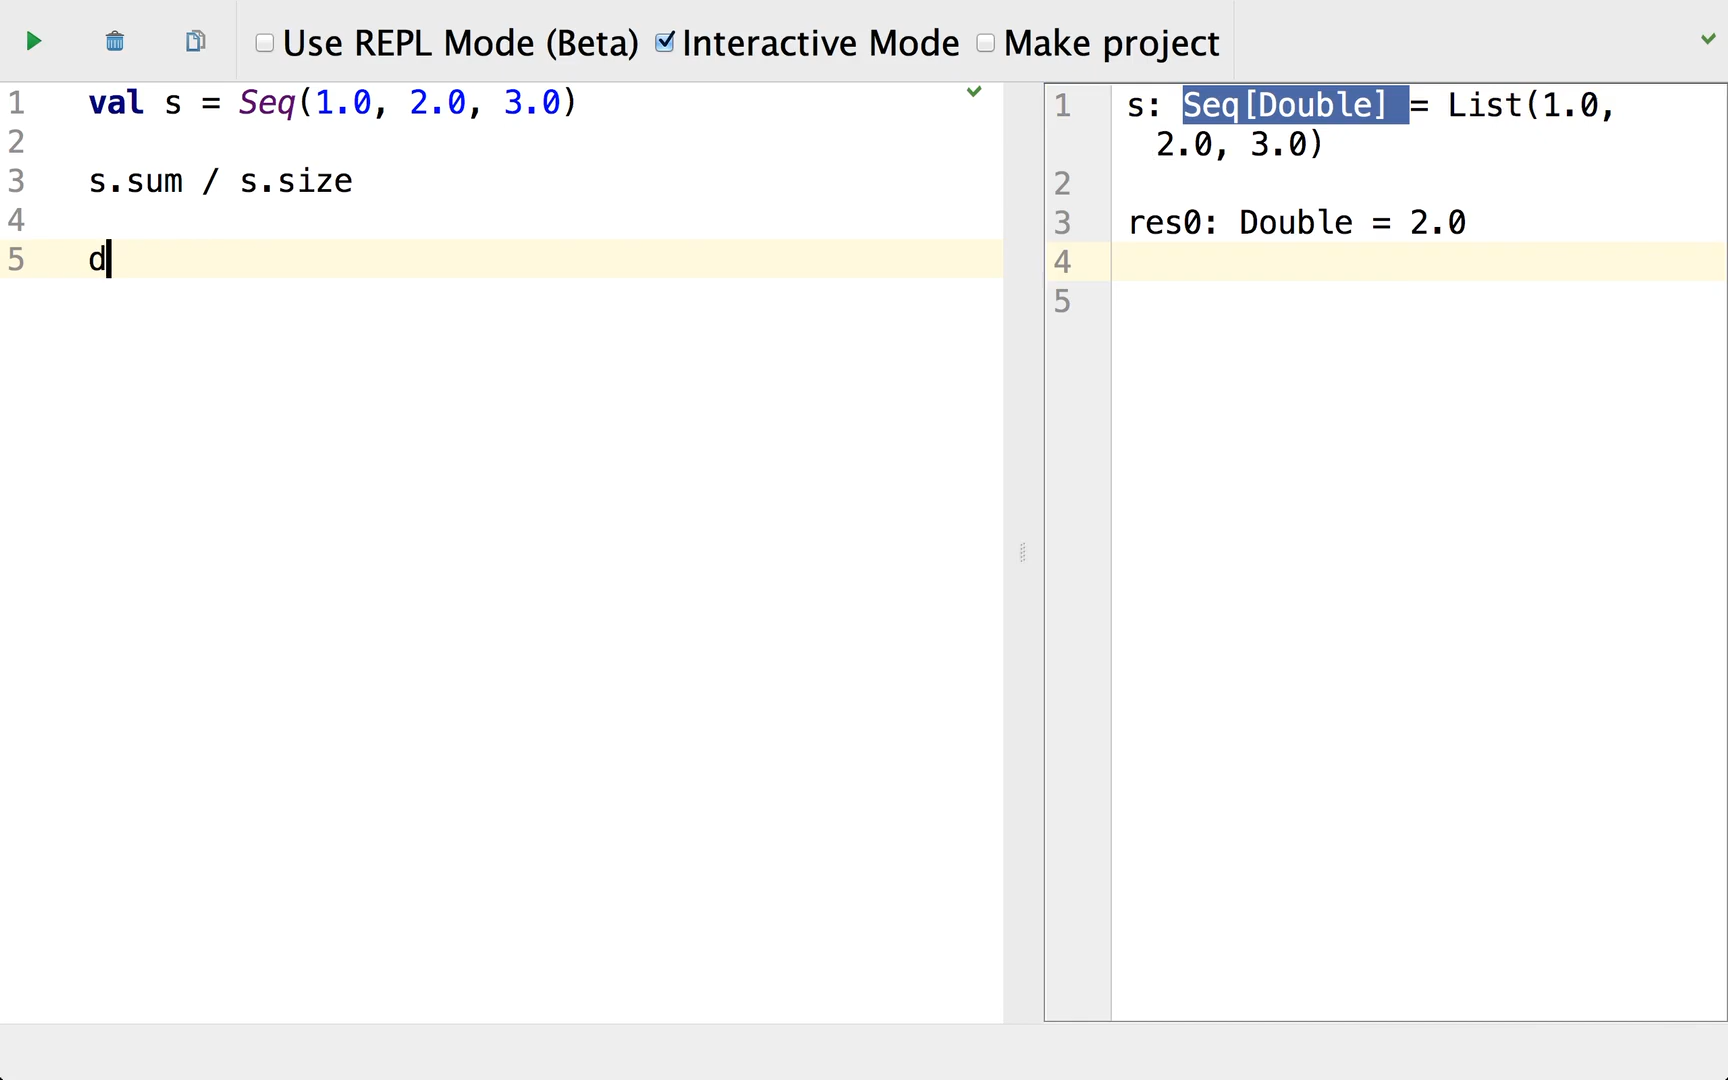 Use REPL Mode (Beta) Interactive Mode Make project
1 val s = Seq(1.0, 2.0, 3.0)
2
3 s.sum / s.size
4
5 d
1 s: Seq[Double] = List(1.0,
2.0, 3.0)
2
3 res0: Double = 2.0
4
5